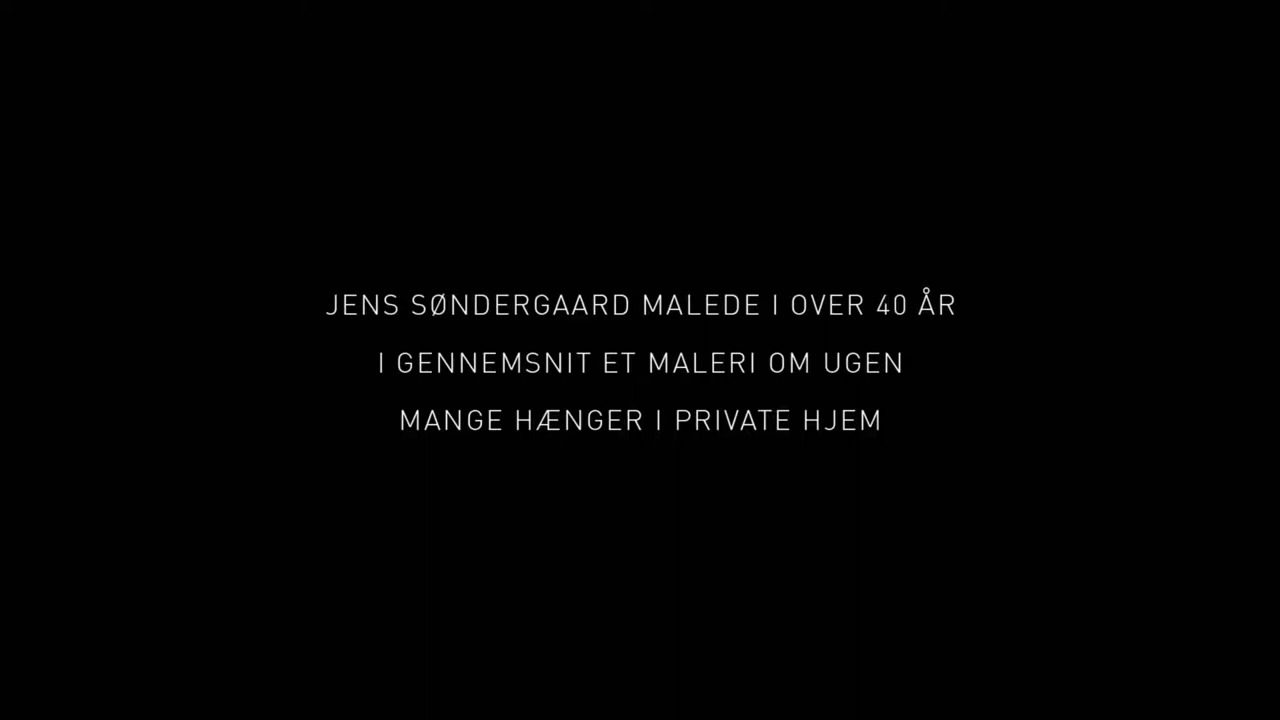 JENS SØNDERGAARD MALEDE I OVER 40 ÅR
I GENNEMSNIT ET MALERI OM UGEN
MANGE HÆNGER I PRIVATE HJEM